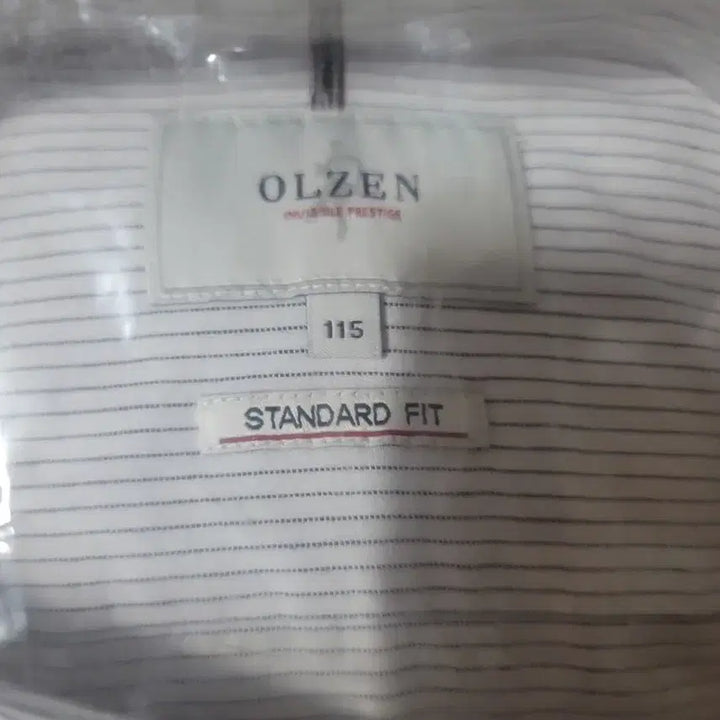 OLZEN
INVISIBLE PRESTIGE
115
STANDARD FIT